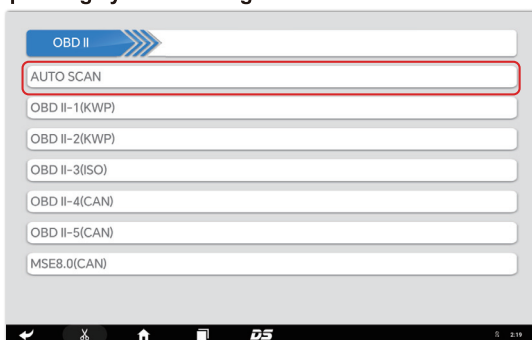 OBD II
AUTO SCAN
OBD II-1(KWP)
OBD II-2(KWP)
OBD II-3(ISO)
OBD II-4(CAN)
OBD II-5(CAN)
MSE8.0(CAN)
DS
2:19